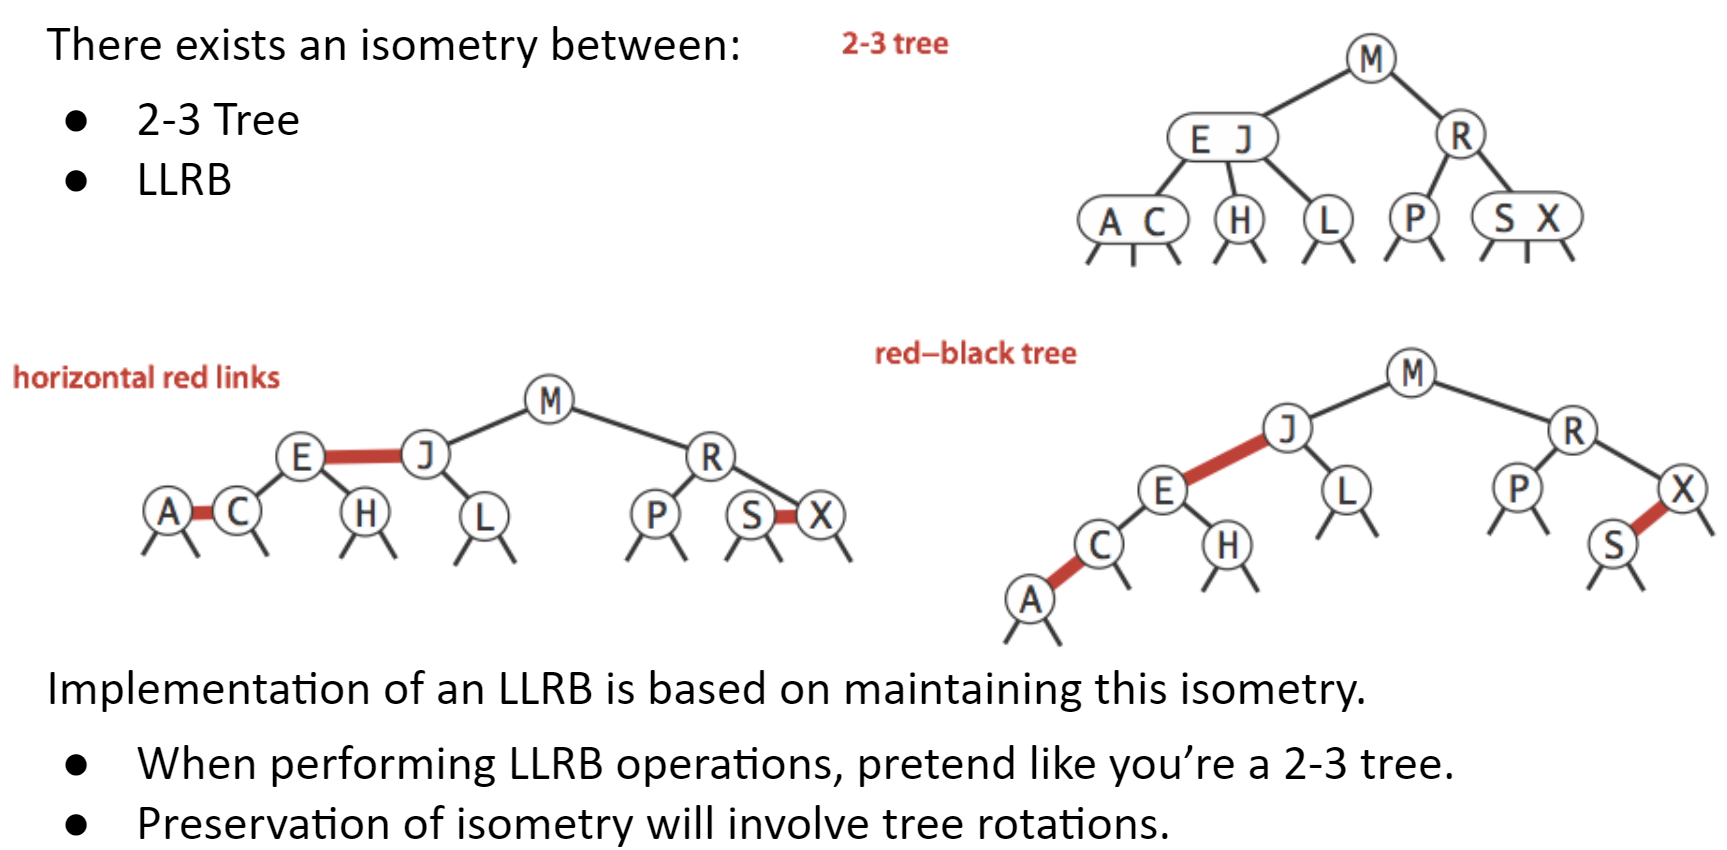 There exists an isometry between:
● 2-3 Tree
● LLRB
2-3 tree
M
E J R
A C H L P S X
horizontal red links
M
E J R
A C H L P S X
red–black tree
M
J R
E L P X
C H S
A
Implementation of an LLRB is based on maintaining this isometry.
● When performing LLRB operations, pretend like you’re a 2-3 tree.
● Preservation of isometry will involve tree rotations.